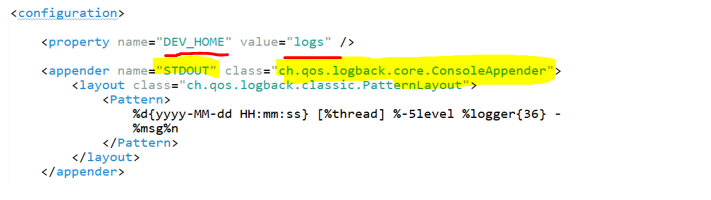 <configuration>
<property name="DEV_HOME" value="logs" />
<appender name="STDOUT" class="ch.qos.logback.core.ConsoleAppender">
<layout class="ch.qos.logback.classic.PatternLayout">
<Pattern>
%d{yyyy-MM-dd HH:mm:ss} [%thread] %-5level %logger{36} -
%msg%n
</Pattern>
</layout>
</appender>